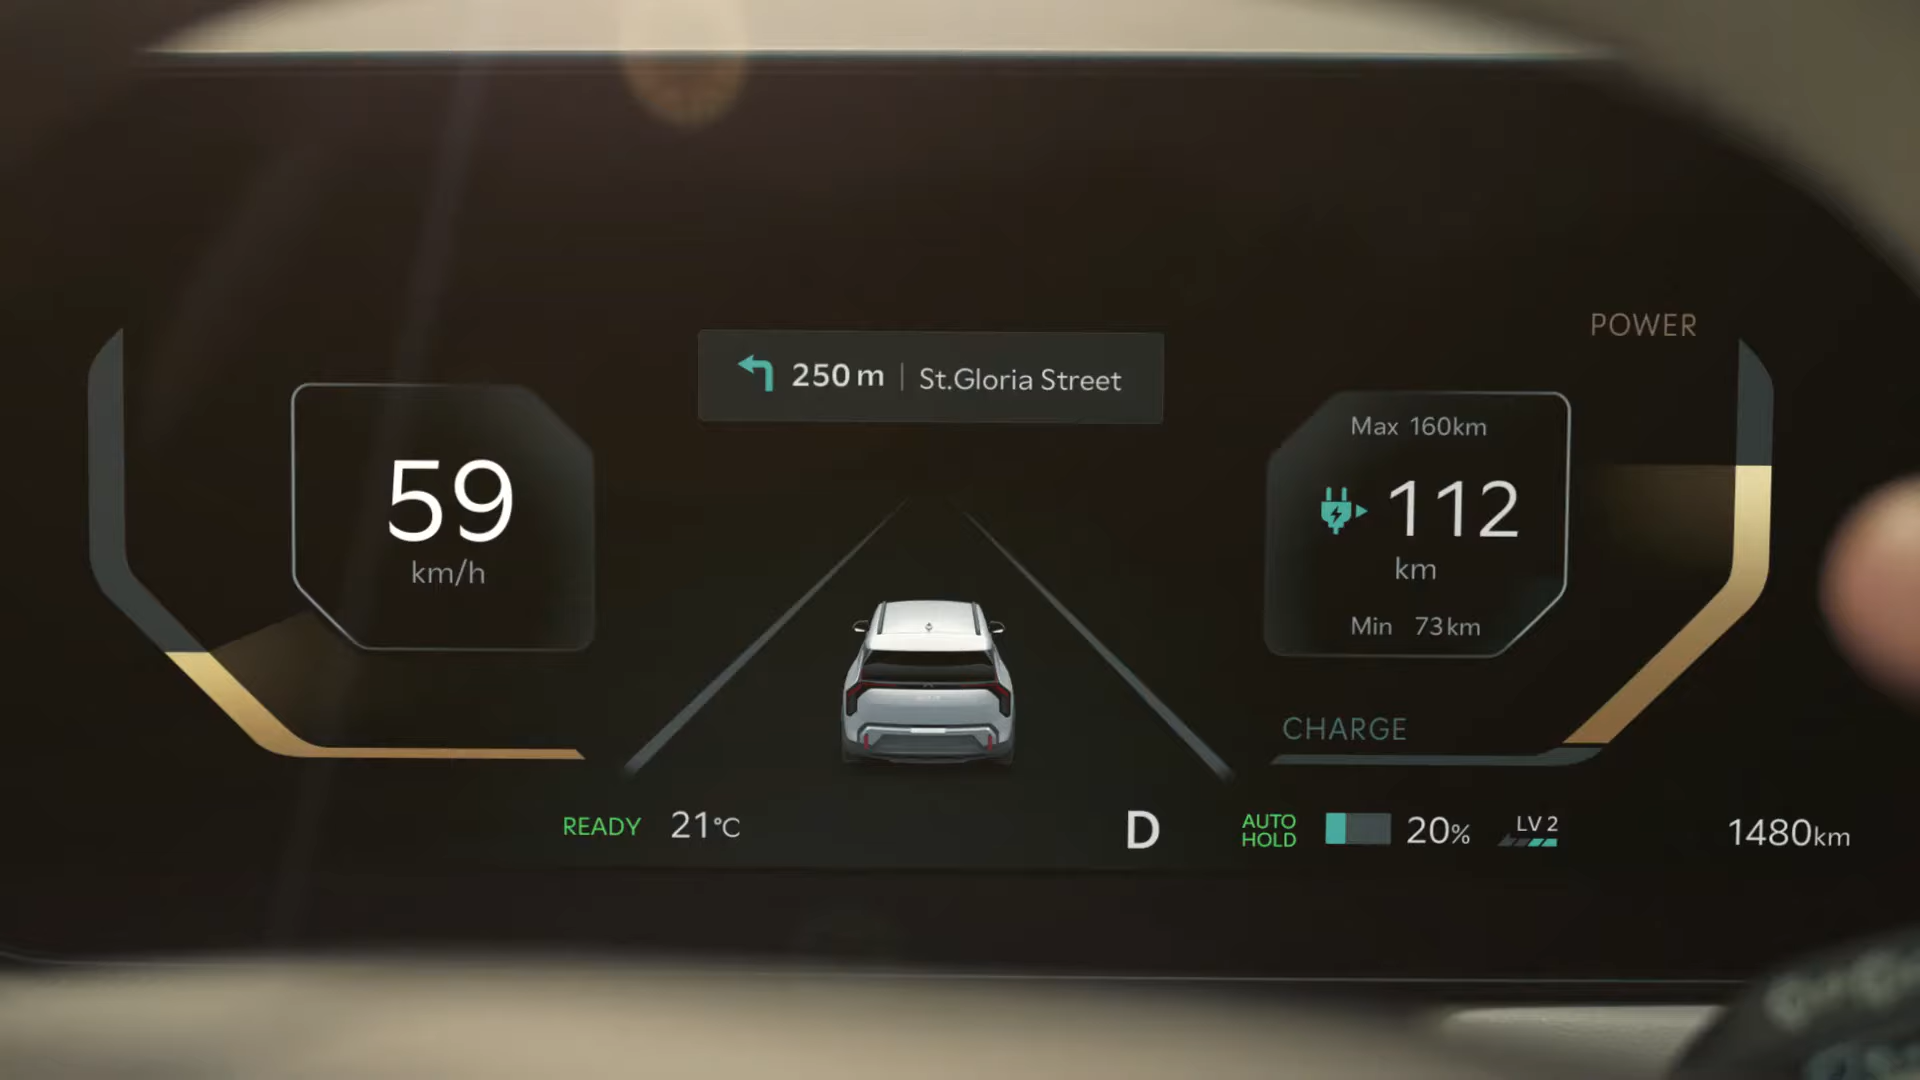 POWER
250 m | St.Gloria Street
59
km/h
Max 160km
112
km
Min 73km
CHARGE
READY 21°C
D
AUTO
HOLD
20%
LV 2
1480km